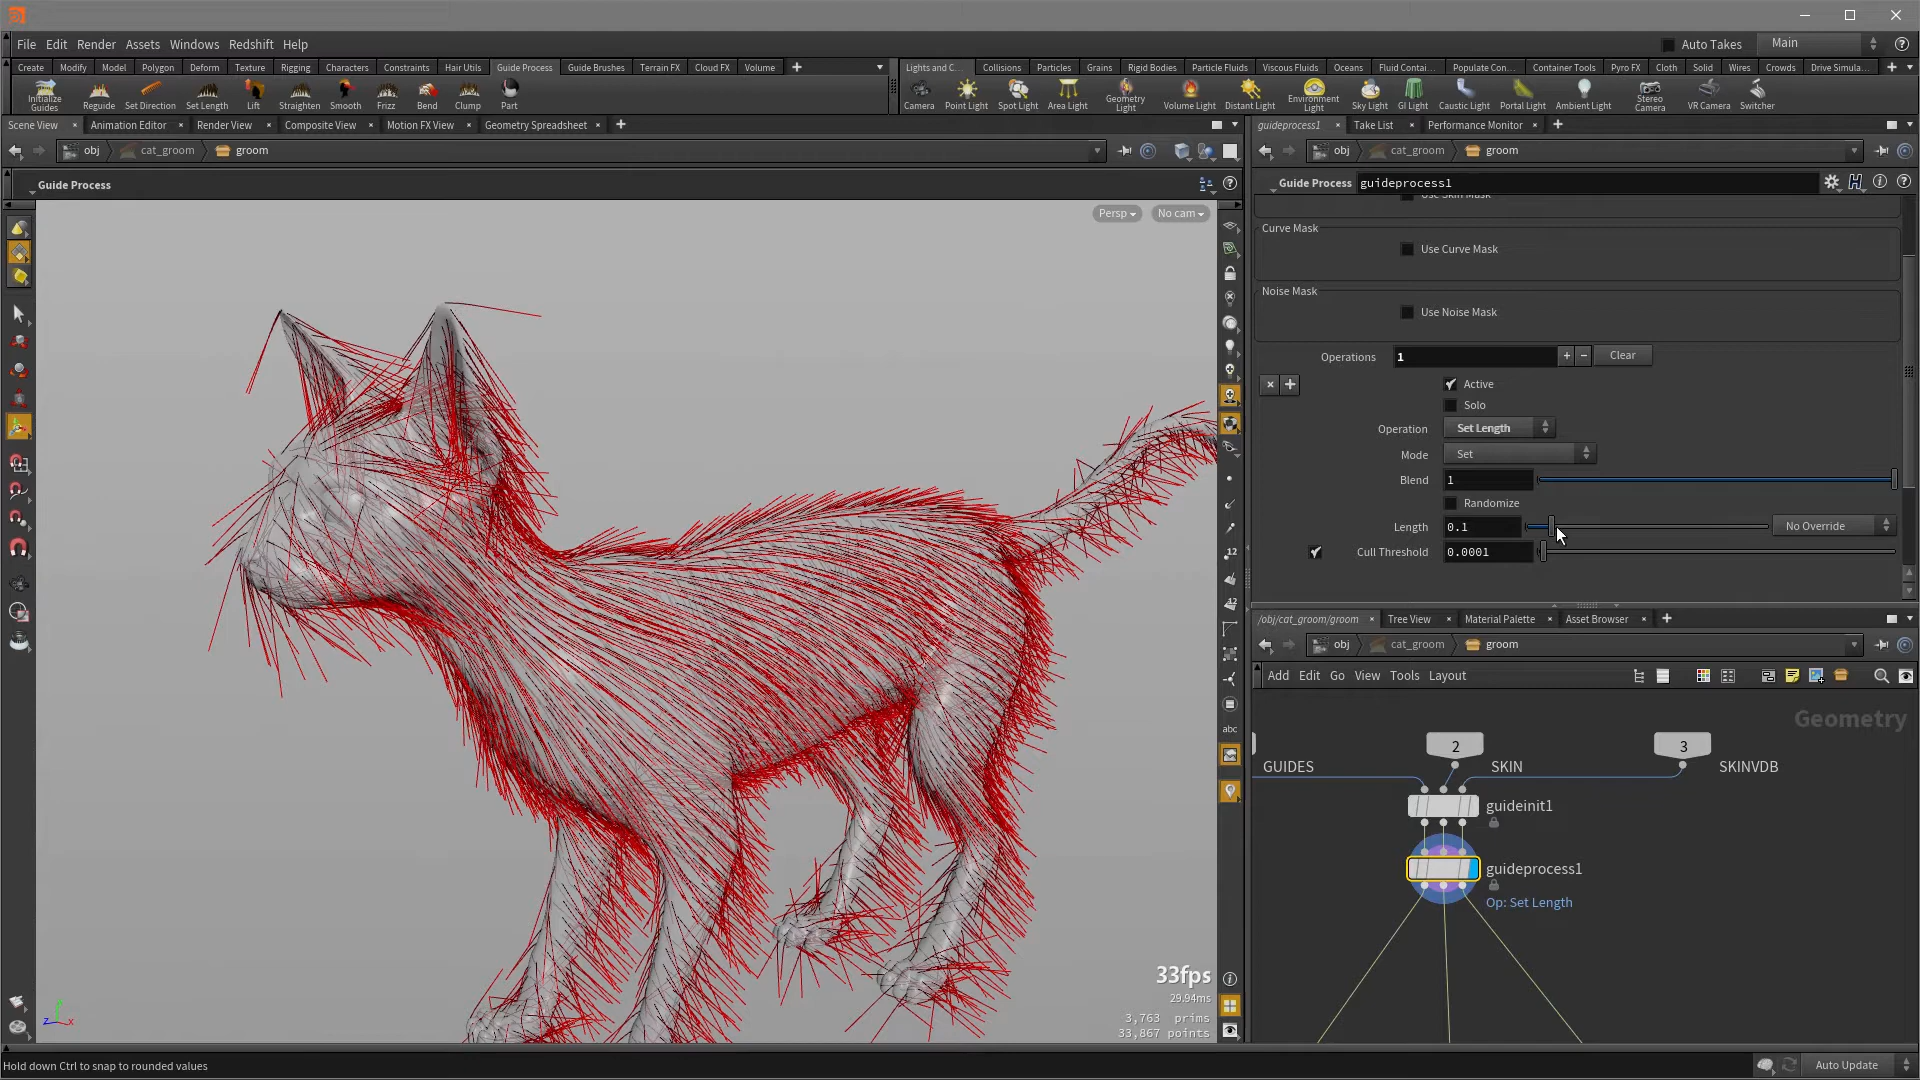 File Edit Render Assets Windows Redshift Help
Auto Takes Main
Create Modify Model Polygon Deform Texture Rigging Characters Constraints Hair Utils Guide Process Guide Brushes Terrain FX Cloud FX Volume
Lights and C... Collisions Particles Grains Rigid Bodies Particle Fluids Viscous Fluids Oceans Fluid Contai... Populate Con... Container Tools Pyro FX Cloth Solid Wires Crowds Drive Simula...
Initialize Guides Reguide Set Direction Set Length Lift Straighten Smooth Frizz Bend Clump Part
Camera Point Light Spot Light Area Light Geometry Light Volume Light Distant Light Environment Light Sky Light GI Light Caustic Light Portal Light Ambient Light Stereo Camera VR Camera Switcher
Scene View Animation Editor Render View Composite View Motion FX View Geometry Spreadsheet
guideprocess1 Take List Performance Monitor
obj cat_groom groom
obj cat_groom groom
Guide Process
Guide Process guideprocess1
Persp No cam
Use Skin Mask
Curve Mask
Use Curve Mask
Noise Mask
Use Noise Mask
Operations 1 Clear
Active
Solo
Operation Set Length
Mode Set
Blend 1
Randomize
Length 0.1 No Override
Cull Threshold 0.0001
12
12
abc
/obj/cat_groom/groom Tree View Material Palette Asset Browser
obj cat_groom groom
Add Edit Go View Tools Layout
Geometry
2 3
GUIDES SKIN SKINVDB
guideinit1
guideprocess1
Op: Set Length
33fps
29.94ms
3,763 prims
33,867 points
z x
Hold down Ctrl to snap to rounded values
Auto Update